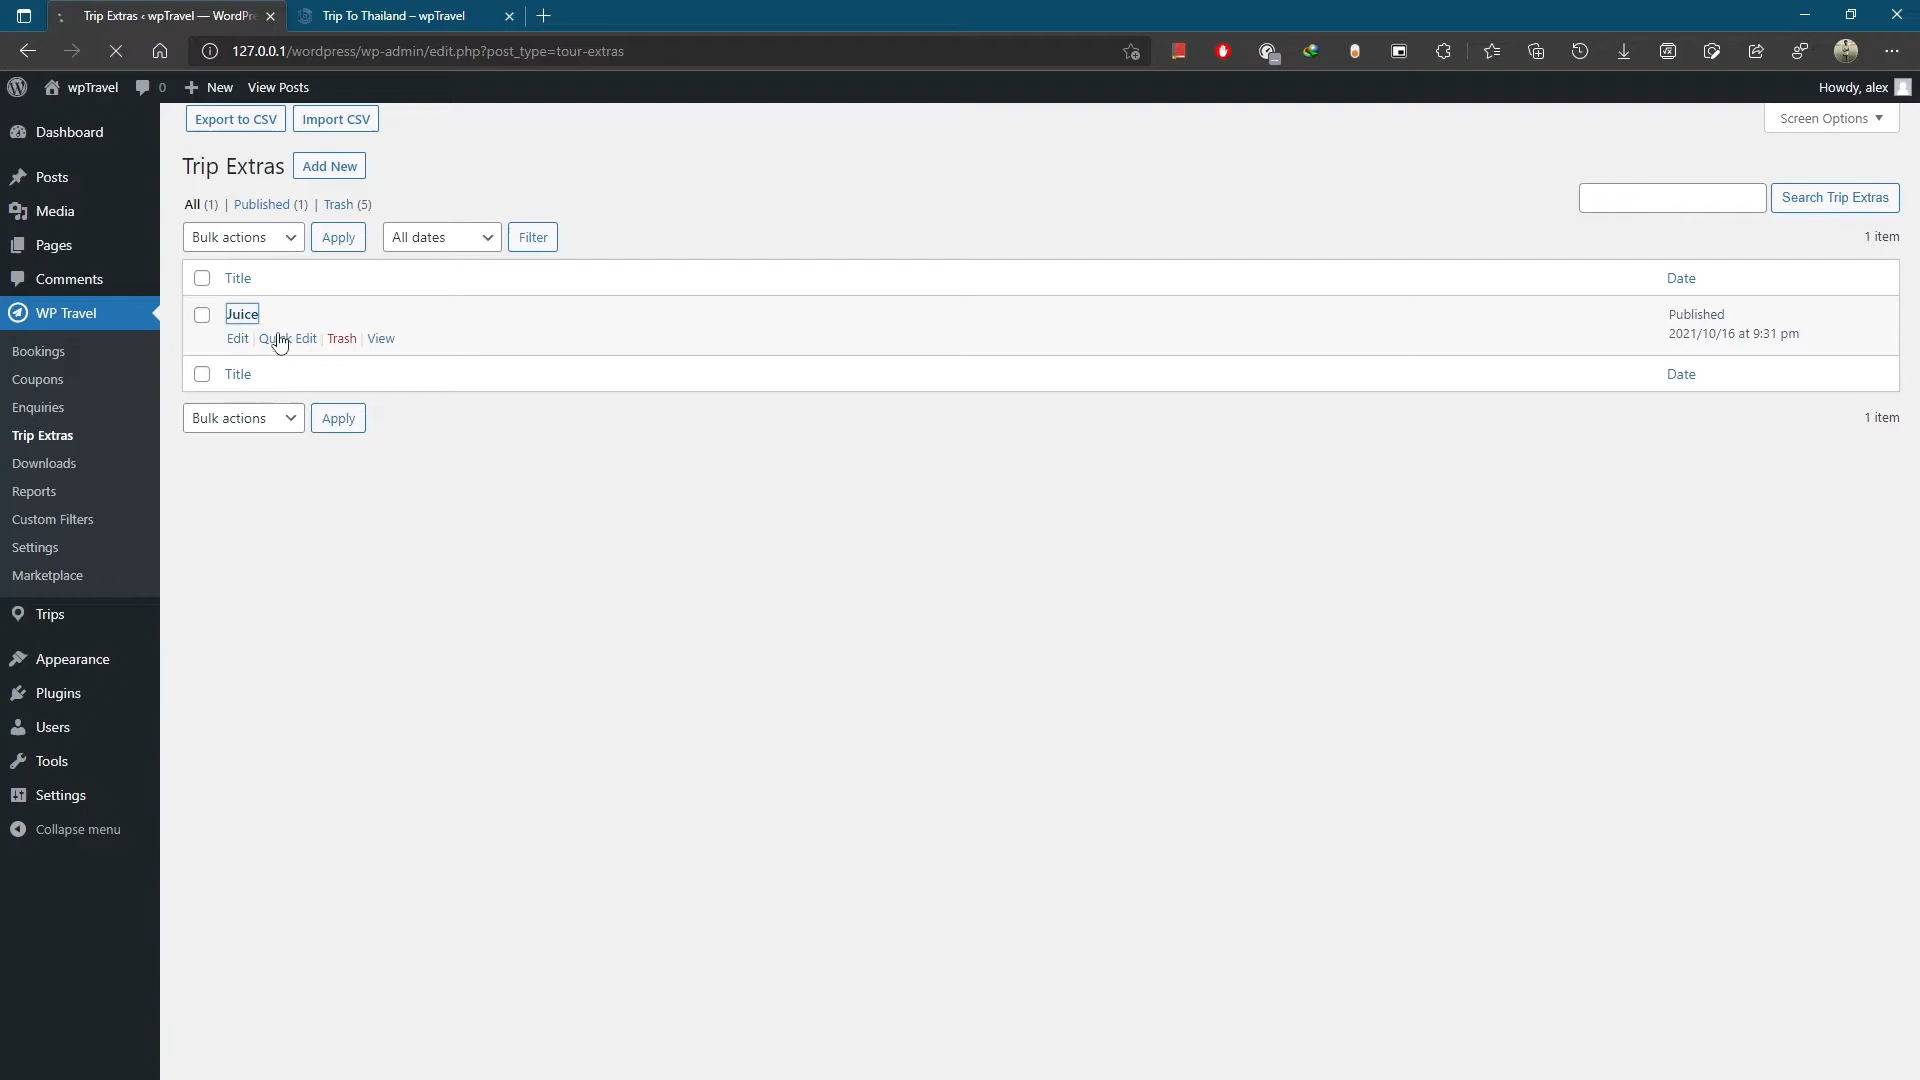 Trip Extras ‹ wpTravel — WordPre
Trip To Thailand – wpTravel
127.0.0.1/wordpress/wp-admin/edit.php?post_type=tour-extras
wpTravel
0
New
View Posts
Howdy, alex
Dashboard
Posts
Media
Pages
Comments
WP Travel
Bookings
Coupons
Enquiries
Trip Extras
Downloads
Reports
Custom Filters
Settings
Marketplace
Trips
Appearance
Plugins
Users
Tools
Settings
Collapse menu
Export to CSV
Import CSV
Screen Options
Trip Extras
Add New
All (1) | Published (1) | Trash (5)
Search Trip Extras
Bulk actions
Apply
All dates
Filter
1 item
Title
Date
Juice
Edit | Quick Edit | Trash | View
Published
2021/10/16 at 9:31 pm
Title
Date
Bulk actions
Apply
1 item